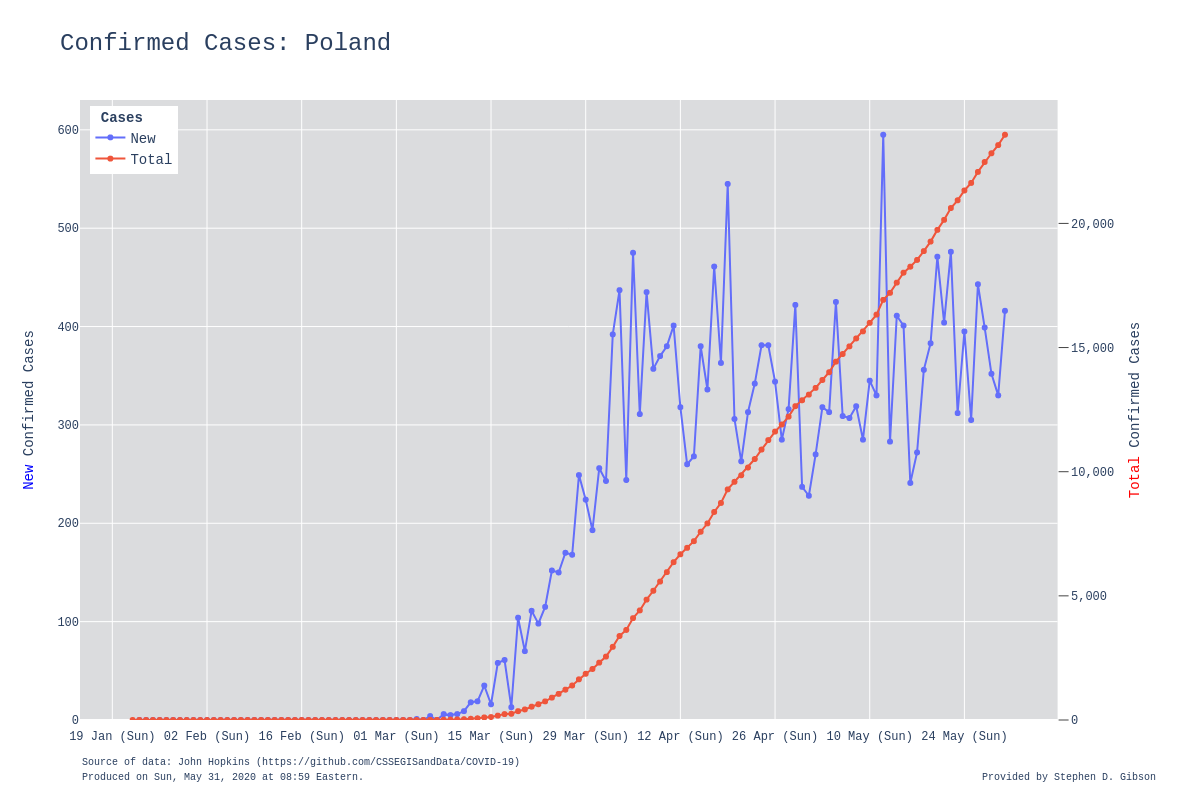 Confirmed Cases: Poland
Cases
New
Total
600
500
400
300
200
100
0
20,000
15,000
10,000
5,000
0
New Confirmed Cases
Total Confirmed Cases
19 Jan (Sun) 02 Feb (Sun) 16 Feb (Sun) 01 Mar (Sun) 15 Mar (Sun) 29 Mar (Sun) 12 Apr (Sun) 26 Apr (Sun) 10 May (Sun) 24 May (Sun)
Source of data: John Hopkins (https://github.com/CSSEGISandData/COVID-19)
Produced on Sun, May 31, 2020 at 08:59 Eastern.
Provided by Stephen D. Gibson